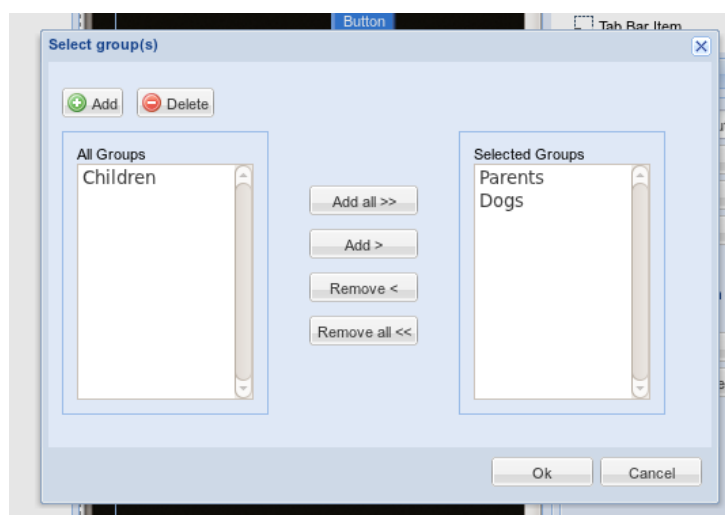 Button
Tab Bar Item
Select group(s)
Add
Delete
All Groups
Children
Add all >>
Add >
Remove <
Remove all <<
Selected Groups
Parents
Dogs
Ok
Cancel